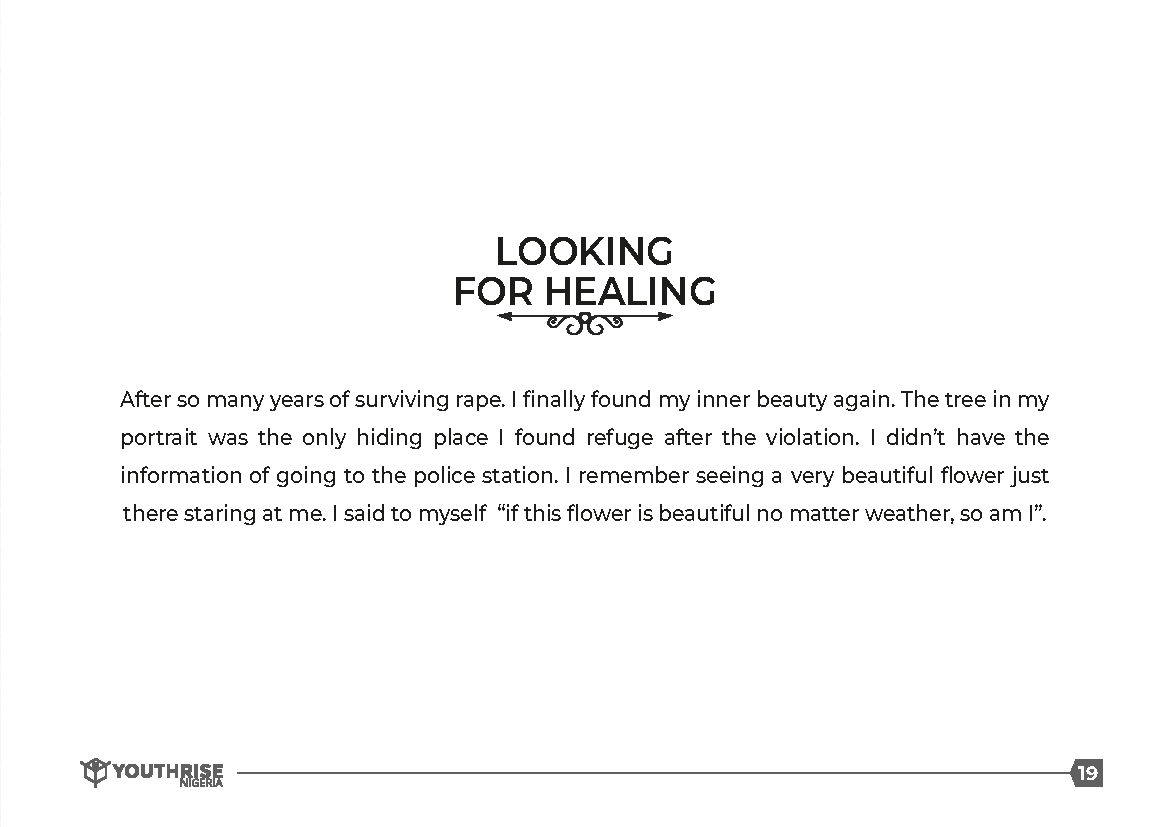 LOOKING
FOR HEALING
After so many years of surviving rape. I finally found my inner beauty again. The tree in my
portrait was the only hiding place I found refuge after the violation. I didn’t have the
information of going to the police station. I remember seeing a very beautiful flower just
there staring at me. I said to myself “if this flower is beautiful no matter weather, so am I”.
YOUTHRISE
NIGERIA
19